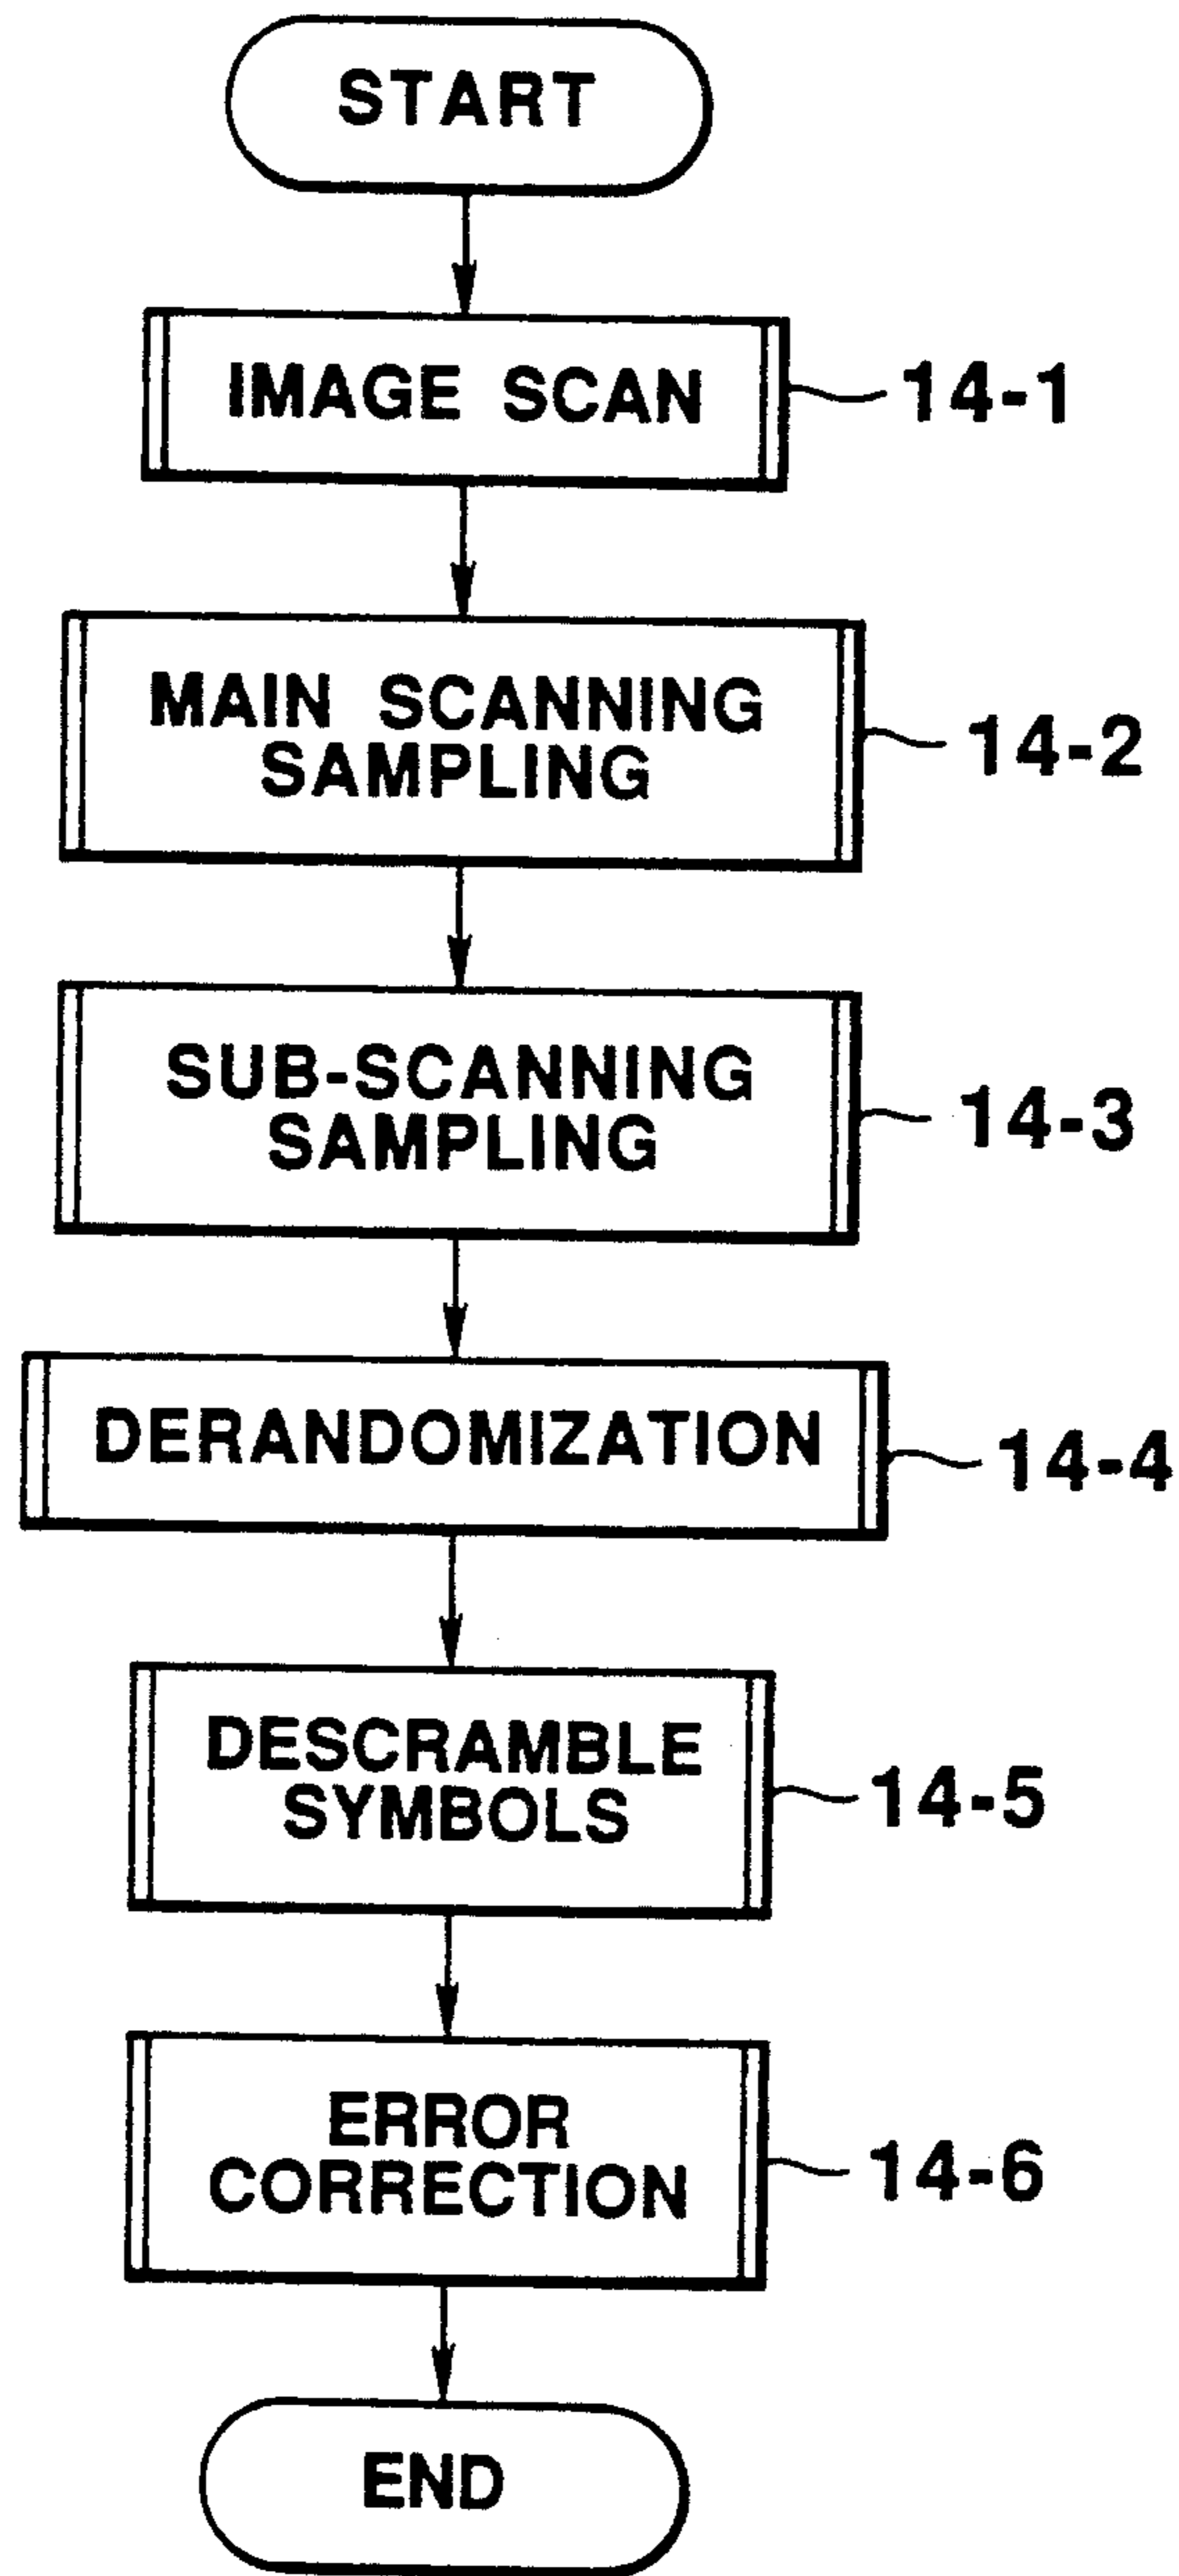 START
IMAGE SCAN
14-1
MAIN SCANNING
SAMPLING
14-2
SUB-SCANNING
SAMPLING
14-3
DERANDOMIZATION
14-4
DESCRAMBLE
SYMBOLS
14-5
ERROR
CORRECTION
14-6
END